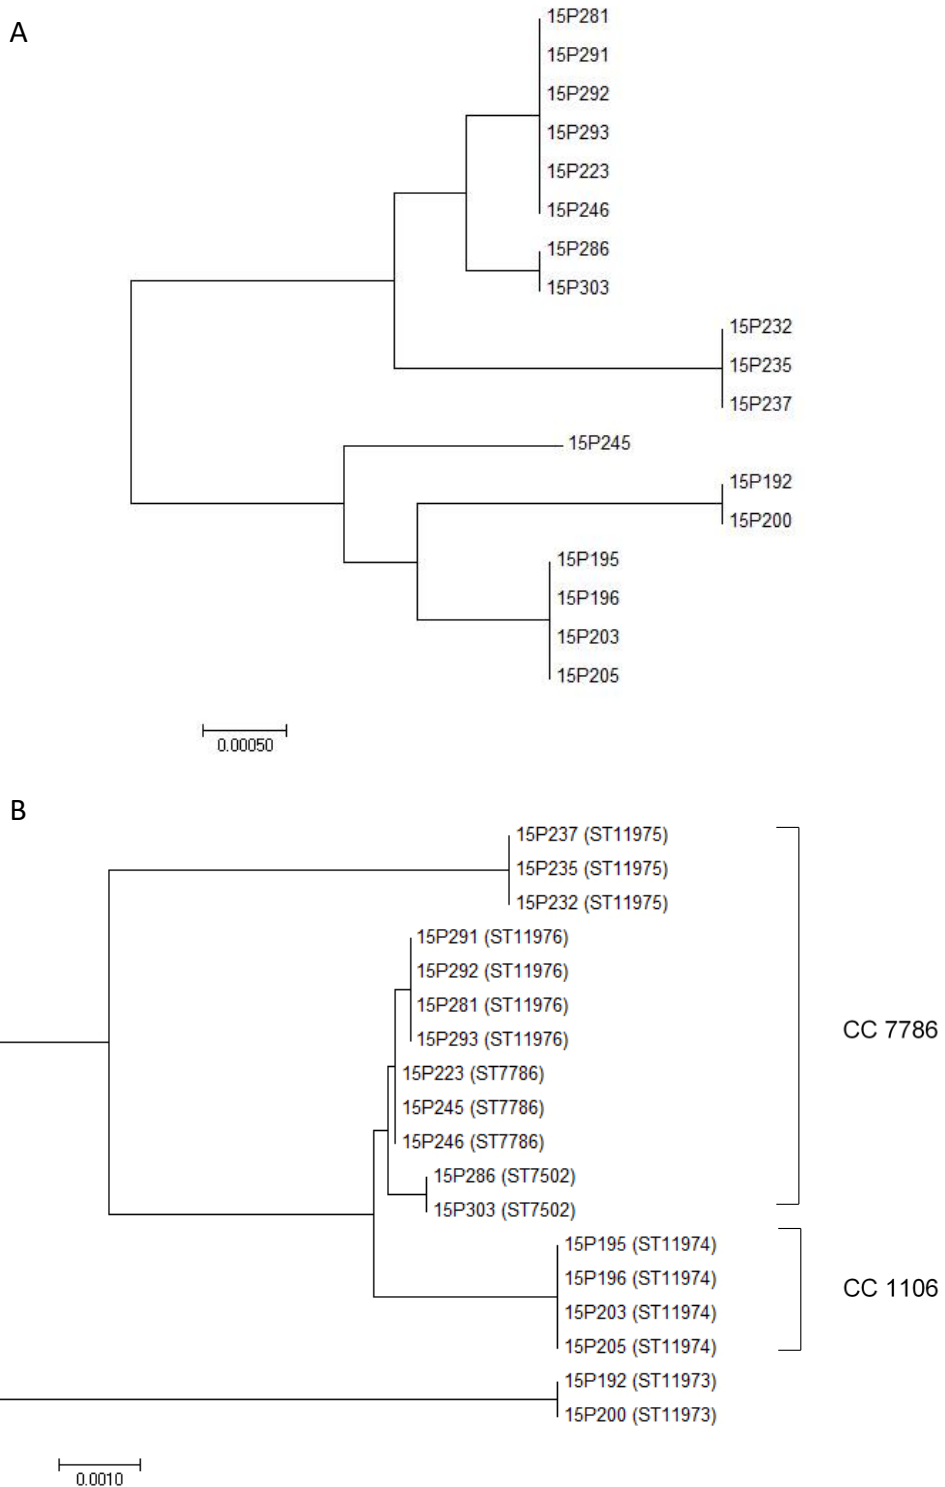 A
15P281
15P291
15P292
15P293
15P223
15P246
15P286
15P303
15P232
15P235
15P237
15P245
15P192
15P200
15P195
15P196
15P203
15P205
0.00050
B
15P237 (ST11975)
15P235 (ST11975)
15P232 (ST11975)
15P291 (ST11976)
15P292 (ST11976)
15P281 (ST11976)
15P293 (ST11976)
CC 7786
15P223 (ST7786)
15P245 (ST7786)
15P246 (ST7786)
15P286 (ST7502)
15P303 (ST7502)
15P195 (ST11974)
15P196 (ST11974)
CC 1106
15P203 (ST11974)
15P205 (ST11974)
15P192 (ST11973)
15P200 (ST11973)
0.0010